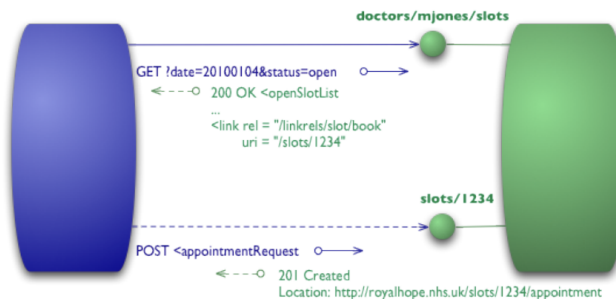 doctors/mjones/slots
GET ?date=20100104&status=open
200 OK <openSlotList
...
<link rel = "/linkrels/slot/book"
uri = "/slots/1234"
slots/1234
POST <appointmentRequest
201 Created
Location: http://royalhope.nhs.uk/slots/1234/appointment